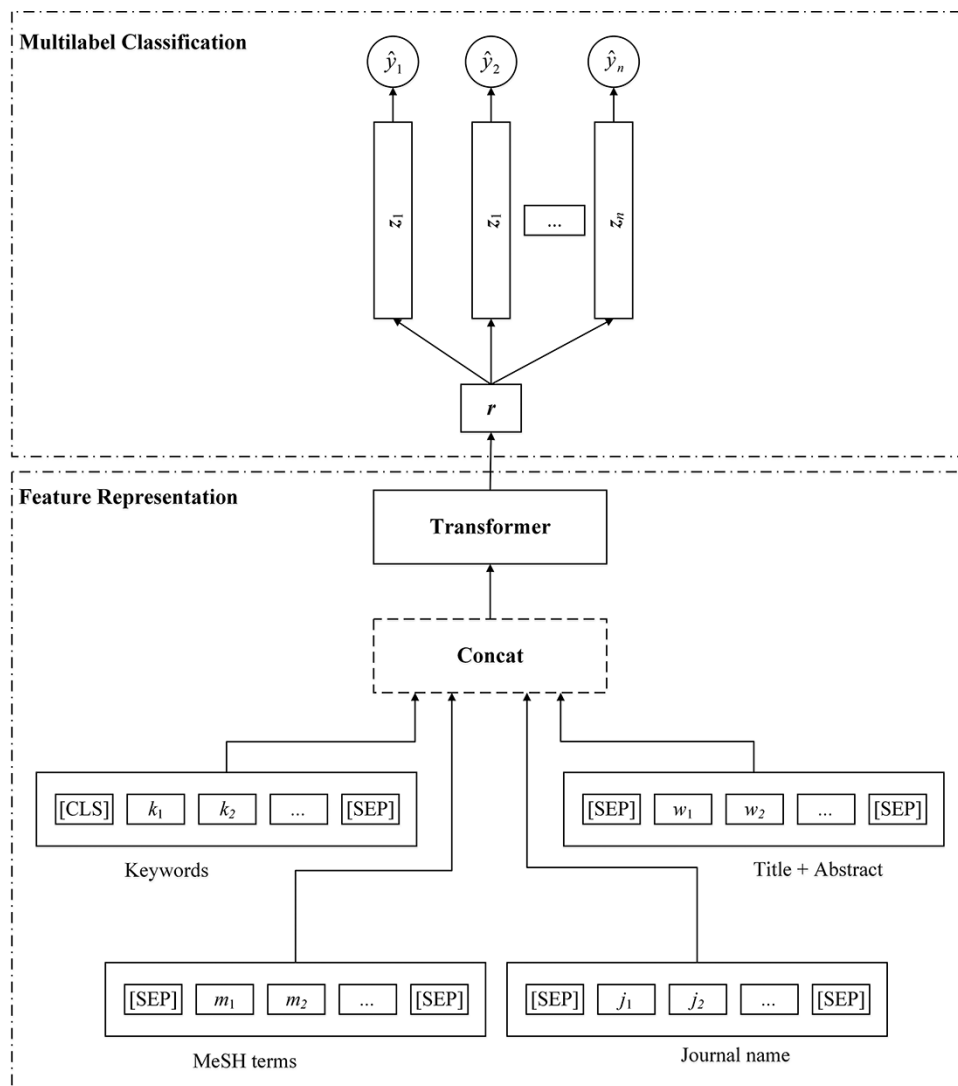 Multilabel Classification
ŷ1 ŷ2 ŷn
z1 z1 ... zn
r
Feature Representation
Transformer
Concat
[CLS] k1 k2 ... [SEP]
Keywords
[SEP] w1 w2 ... [SEP]
Title + Abstract
[SEP] m1 m2 ... [SEP]
MeSH terms
[SEP] j1 j2 ... [SEP]
Journal name